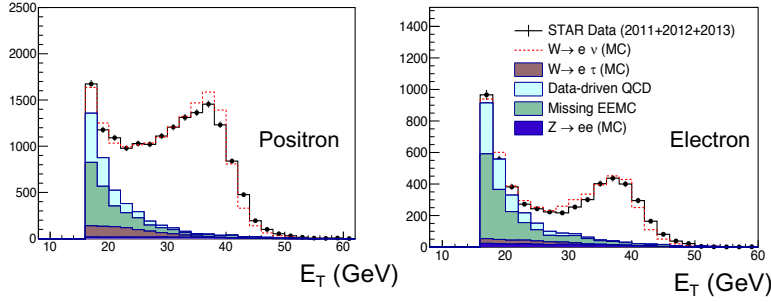 2500
2000
1500
1000
500
0
10 20 30 40 50 60
Positron
E_T (GeV)
1400
1200
1000
800
600
400
200
0
10 20 30 40 50 60
STAR Data (2011+2012+2013)
W→ e ν (MC)
W→ e τ (MC)
Data-driven QCD
Missing EEMC
Z → ee (MC)
Electron
E_T (GeV)